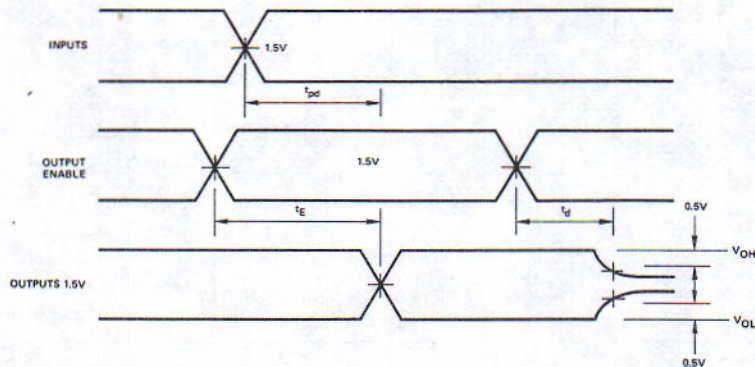 INPUTS
1.5V
tpd
OUTPUT
ENABLE
1.5V
tE
td
0.5V
VOH
OUTPUTS 1.5V
VOL
0.5V